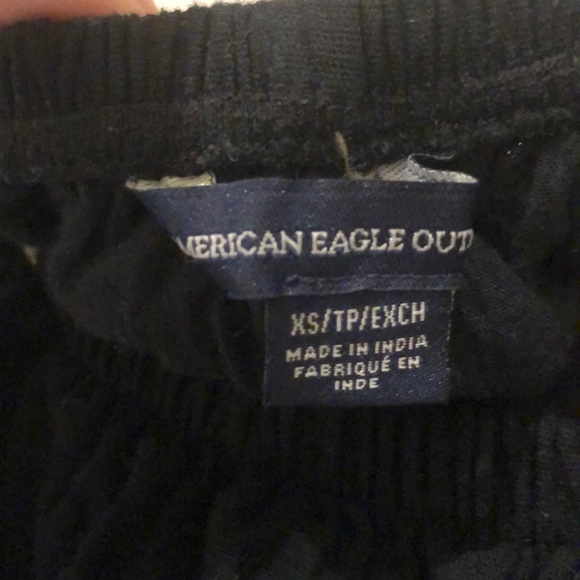 MERICAN EAGLE OUT
XS/TP/EXCH
MADE IN INDIA
FABRIQUÉ EN
INDE